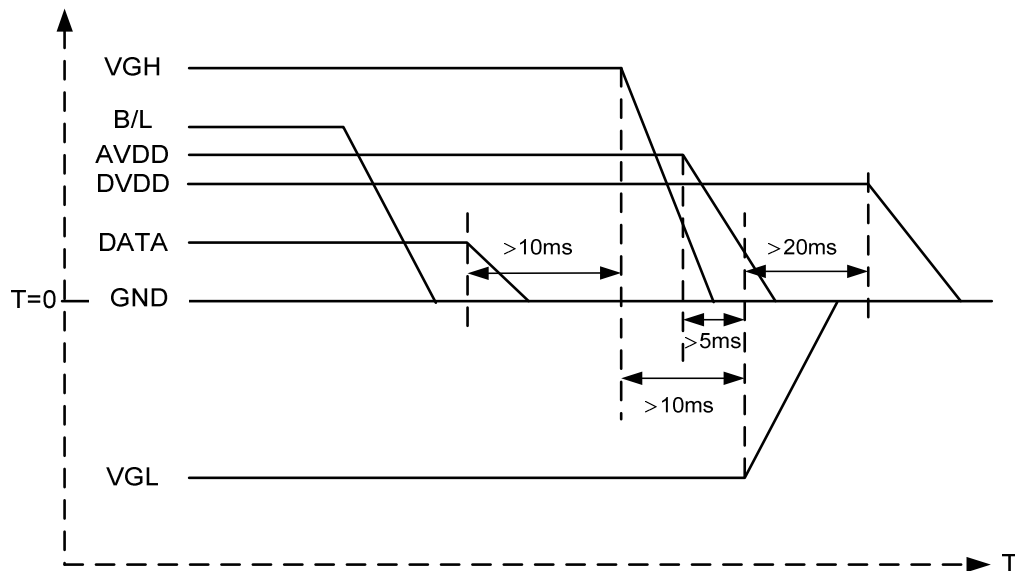 VGH
B/L
AVDD
DVDD
DATA
>10ms
>20ms
T=0
GND
>5ms
>10ms
VGL
T